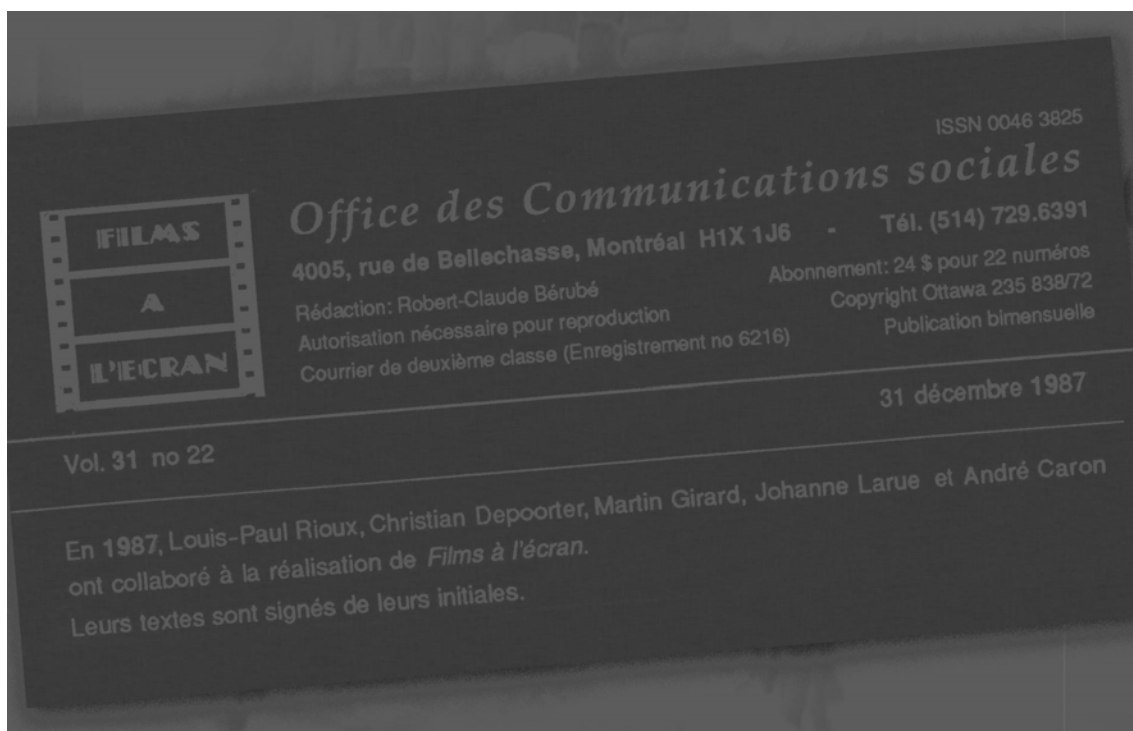 ISSN 0046 3825
FILMS
A
L'ECRAN
Office des Communications sociales
4005, rue de Bellechasse, Montréal H1X 1J6 - Tél. (514) 729.6391
Rédaction: Robert-Claude Bérubé
Autorisation nécessaire pour reproduction
Courrier de deuxième classe (Enregistrement no 6216)
Abonnement: 24 $ pour 22 numéros
Copyright Ottawa 235 838/72
Publication bimensuelle
Vol. 31 no 22
31 décembre 1987
En 1987, Louis-Paul Rioux, Christian Depoorter, Martin Girard, Johanne Larue et André Caron
ont collaboré à la réalisation de Films à l'écran.
Leurs textes sont signés de leurs initiales.